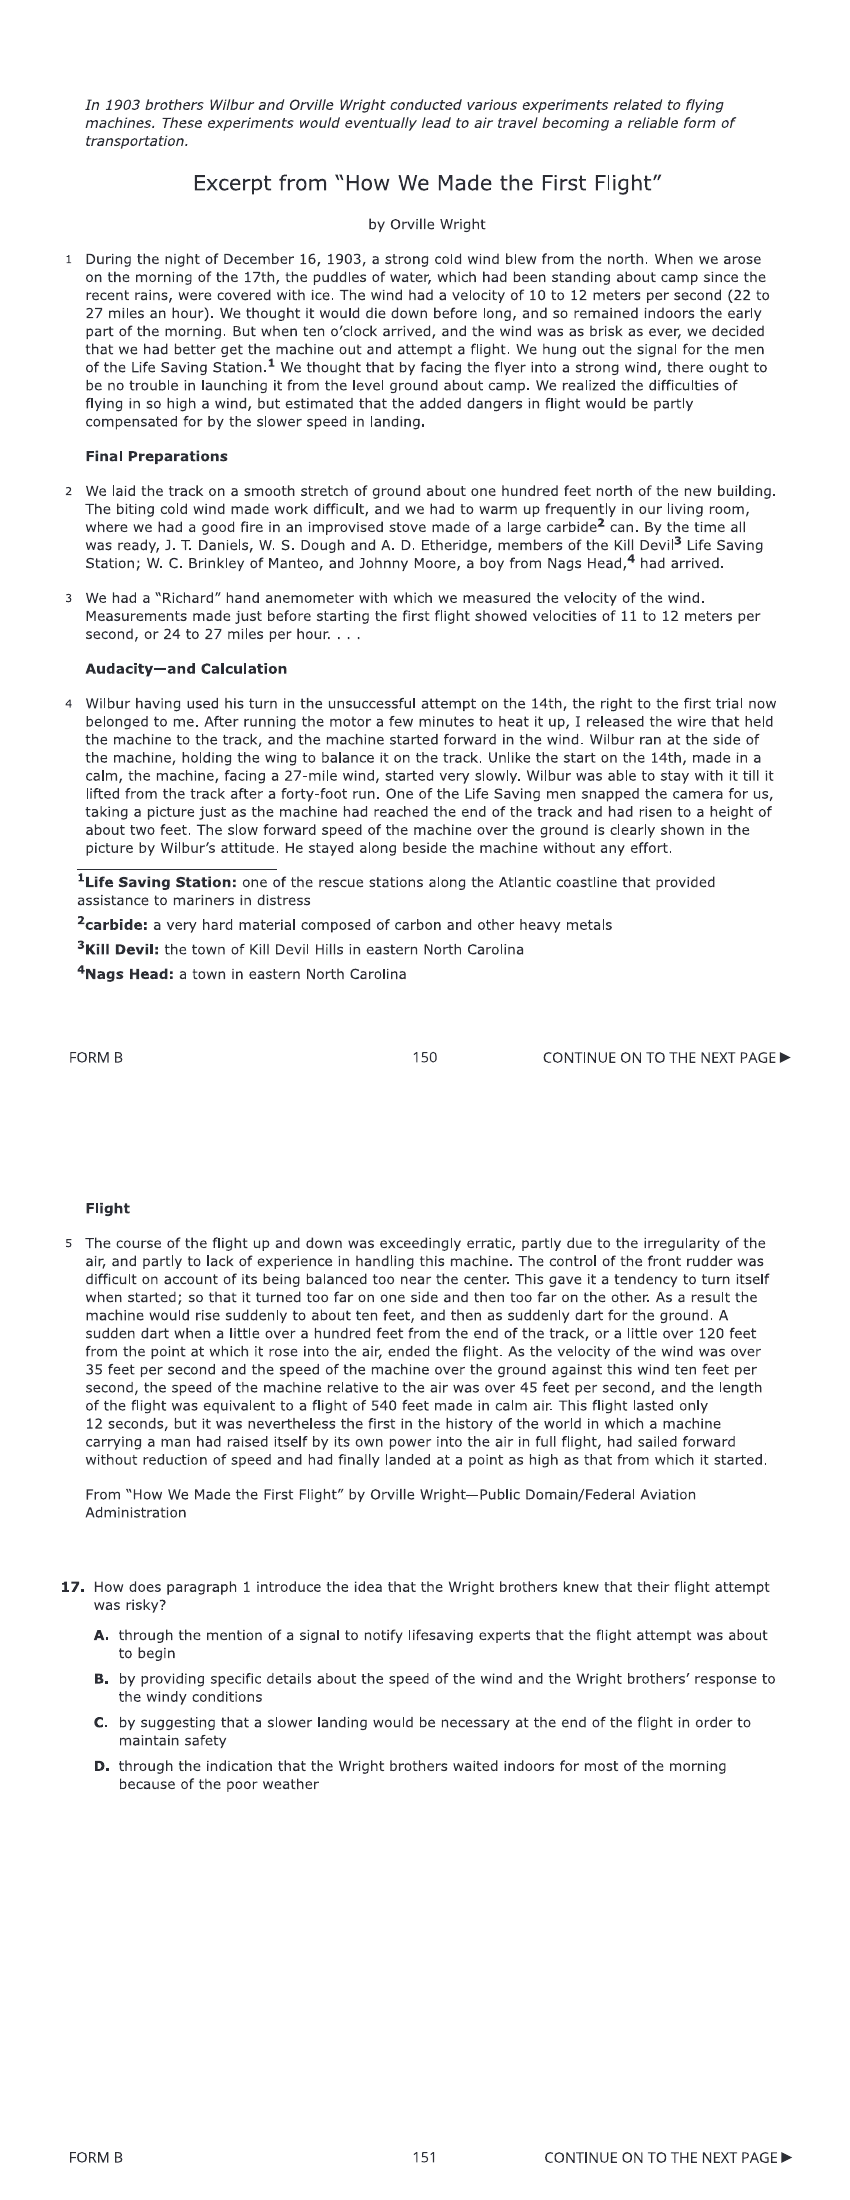 In 1903 brothers Wilbur and Orville Wright conducted various experiments related to flying
machines. These experiments would eventually lead to air travel becoming a reliable form of
transportation.
Excerpt from “How We Made the First Flight”
by Orville Wright
1 During the night of December 16, 1903, a strong cold wind blew from the north. When we arose
on the morning of the 17th, the puddles of water, which had been standing about camp since the
recent rains, were covered with ice. The wind had a velocity of 10 to 12 meters per second (22 to
27 miles an hour). We thought it would die down before long, and so remained indoors the early
part of the morning. But when ten o’clock arrived, and the wind was as brisk as ever, we decided
that we had better get the machine out and attempt a flight. We hung out the signal for the men
of the Life Saving Station.1 We thought that by facing the flyer into a strong wind, there ought to
be no trouble in launching it from the level ground about camp. We realized the difficulties of
flying in so high a wind, but estimated that the added dangers in flight would be partly
compensated for by the slower speed in landing.
Final Preparations
2 We laid the track on a smooth stretch of ground about one hundred feet north of the new building.
The biting cold wind made work difficult, and we had to warm up frequently in our living room,
where we had a good fire in an improvised stove made of a large carbide2 can. By the time all
was ready, J. T. Daniels, W. S. Dough and A. D. Etheridge, members of the Kill Devil3 Life Saving
Station; W. C. Brinkley of Manteo, and Johnny Moore, a boy from Nags Head,4 had arrived.
3 We had a “Richard” hand anemometer with which we measured the velocity of the wind.
Measurements made just before starting the first flight showed velocities of 11 to 12 meters per
second, or 24 to 27 miles per hour. . . .
Audacity—and Calculation
4 Wilbur having used his turn in the unsuccessful attempt on the 14th, the right to the first trial now
belonged to me. After running the motor a few minutes to heat it up, I released the wire that held
the machine to the track, and the machine started forward in the wind. Wilbur ran at the side of
the machine, holding the wing to balance it on the track. Unlike the start on the 14th, made in a
calm, the machine, facing a 27-mile wind, started very slowly. Wilbur was able to stay with it till it
lifted from the track after a forty-foot run. One of the Life Saving men snapped the camera for us,
taking a picture just as the machine had reached the end of the track and had risen to a height of
about two feet. The slow forward speed of the machine over the ground is clearly shown in the
picture by Wilbur’s attitude. He stayed along beside the machine without any effort.
1Life Saving Station: one of the rescue stations along the Atlantic coastline that provided
assistance to mariners in distress
2carbide: a very hard material composed of carbon and other heavy metals
3Kill Devil: the town of Kill Devil Hills in eastern North Carolina
4Nags Head: a town in eastern North Carolina
FORM B 150 CONTINUE ON TO THE NEXT PAGE ▶
Flight
5 The course of the flight up and down was exceedingly erratic, partly due to the irregularity of the
air, and partly to lack of experience in handling this machine. The control of the front rudder was
difficult on account of its being balanced too near the center. This gave it a tendency to turn itself
when started; so that it turned too far on one side and then too far on the other. As a result the
machine would rise suddenly to about ten feet, and then as suddenly dart for the ground. A
sudden dart when a little over a hundred feet from the end of the track, or a little over 120 feet
from the point at which it rose into the air, ended the flight. As the velocity of the wind was over
35 feet per second and the speed of the machine over the ground against this wind ten feet per
second, the speed of the machine relative to the air was over 45 feet per second, and the length
of the flight was equivalent to a flight of 540 feet made in calm air. This flight lasted only
12 seconds, but it was nevertheless the first in the history of the world in which a machine
carrying a man had raised itself by its own power into the air in full flight, had sailed forward
without reduction of speed and had finally landed at a point as high as that from which it started.
From “How We Made the First Flight” by Orville Wright—Public Domain/Federal Aviation
Administration
17. How does paragraph 1 introduce the idea that the Wright brothers knew that their flight attempt
was risky?
A. through the mention of a signal to notify lifesaving experts that the flight attempt was about
to begin
B. by providing specific details about the speed of the wind and the Wright brothers’ response to
the windy conditions
C. by suggesting that a slower landing would be necessary at the end of the flight in order to
maintain safety
D. through the indication that the Wright brothers waited indoors for most of the morning
because of the poor weather
FORM B 151 CONTINUE ON TO THE NEXT PAGE ▶